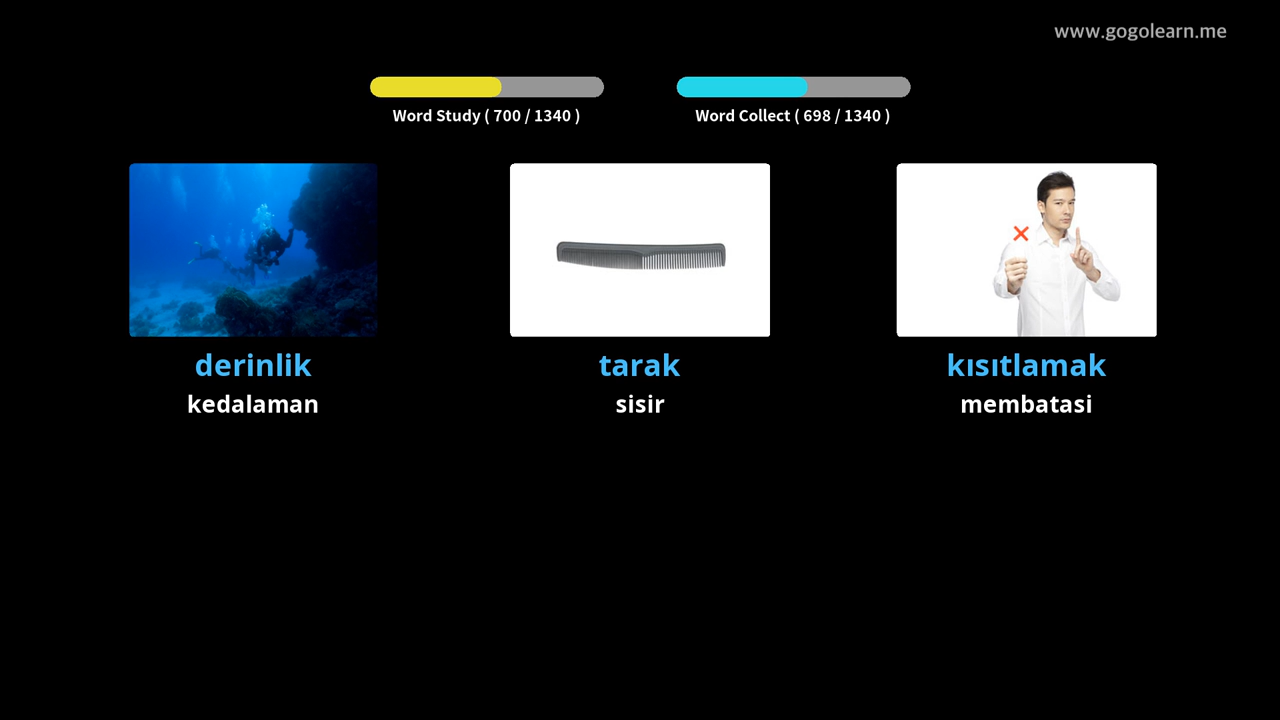 www.gogolearn.me
Word Study ( 700 / 1340 )
Word Collect ( 698 / 1340 )
derinlik
kedalaman
tarak
sisir
kısıtlamak
membatasi